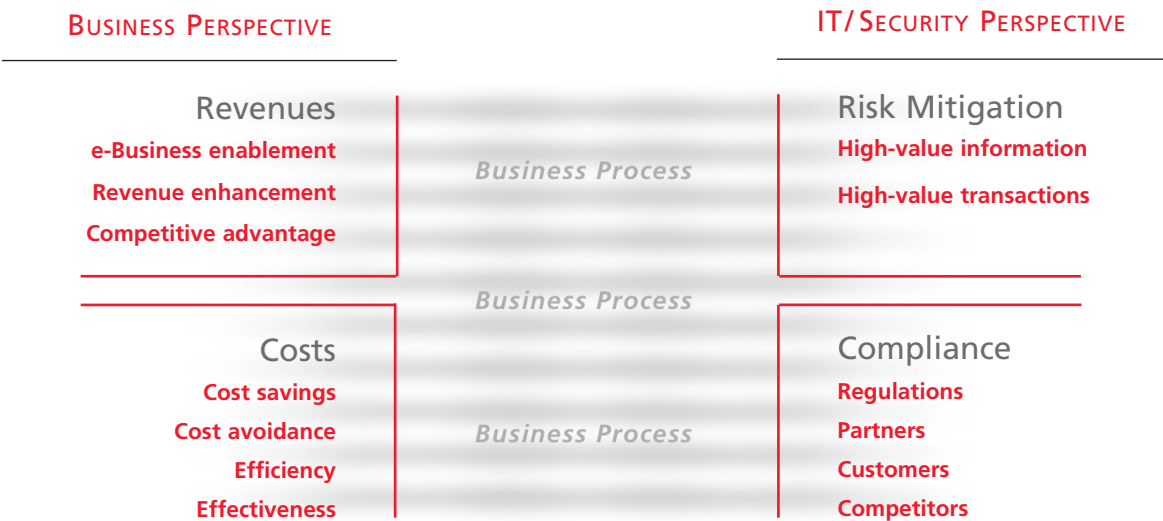 BUSINESS PERSPECTIVE
IT/SECURITY PERSPECTIVE
Revenues
e-Business enablement
Revenue enhancement
Competitive advantage
Business Process
Risk Mitigation
High-value information
High-value transactions
Business Process
Costs
Cost savings
Cost avoidance
Efficiency
Effectiveness
Business Process
Compliance
Regulations
Partners
Customers
Competitors